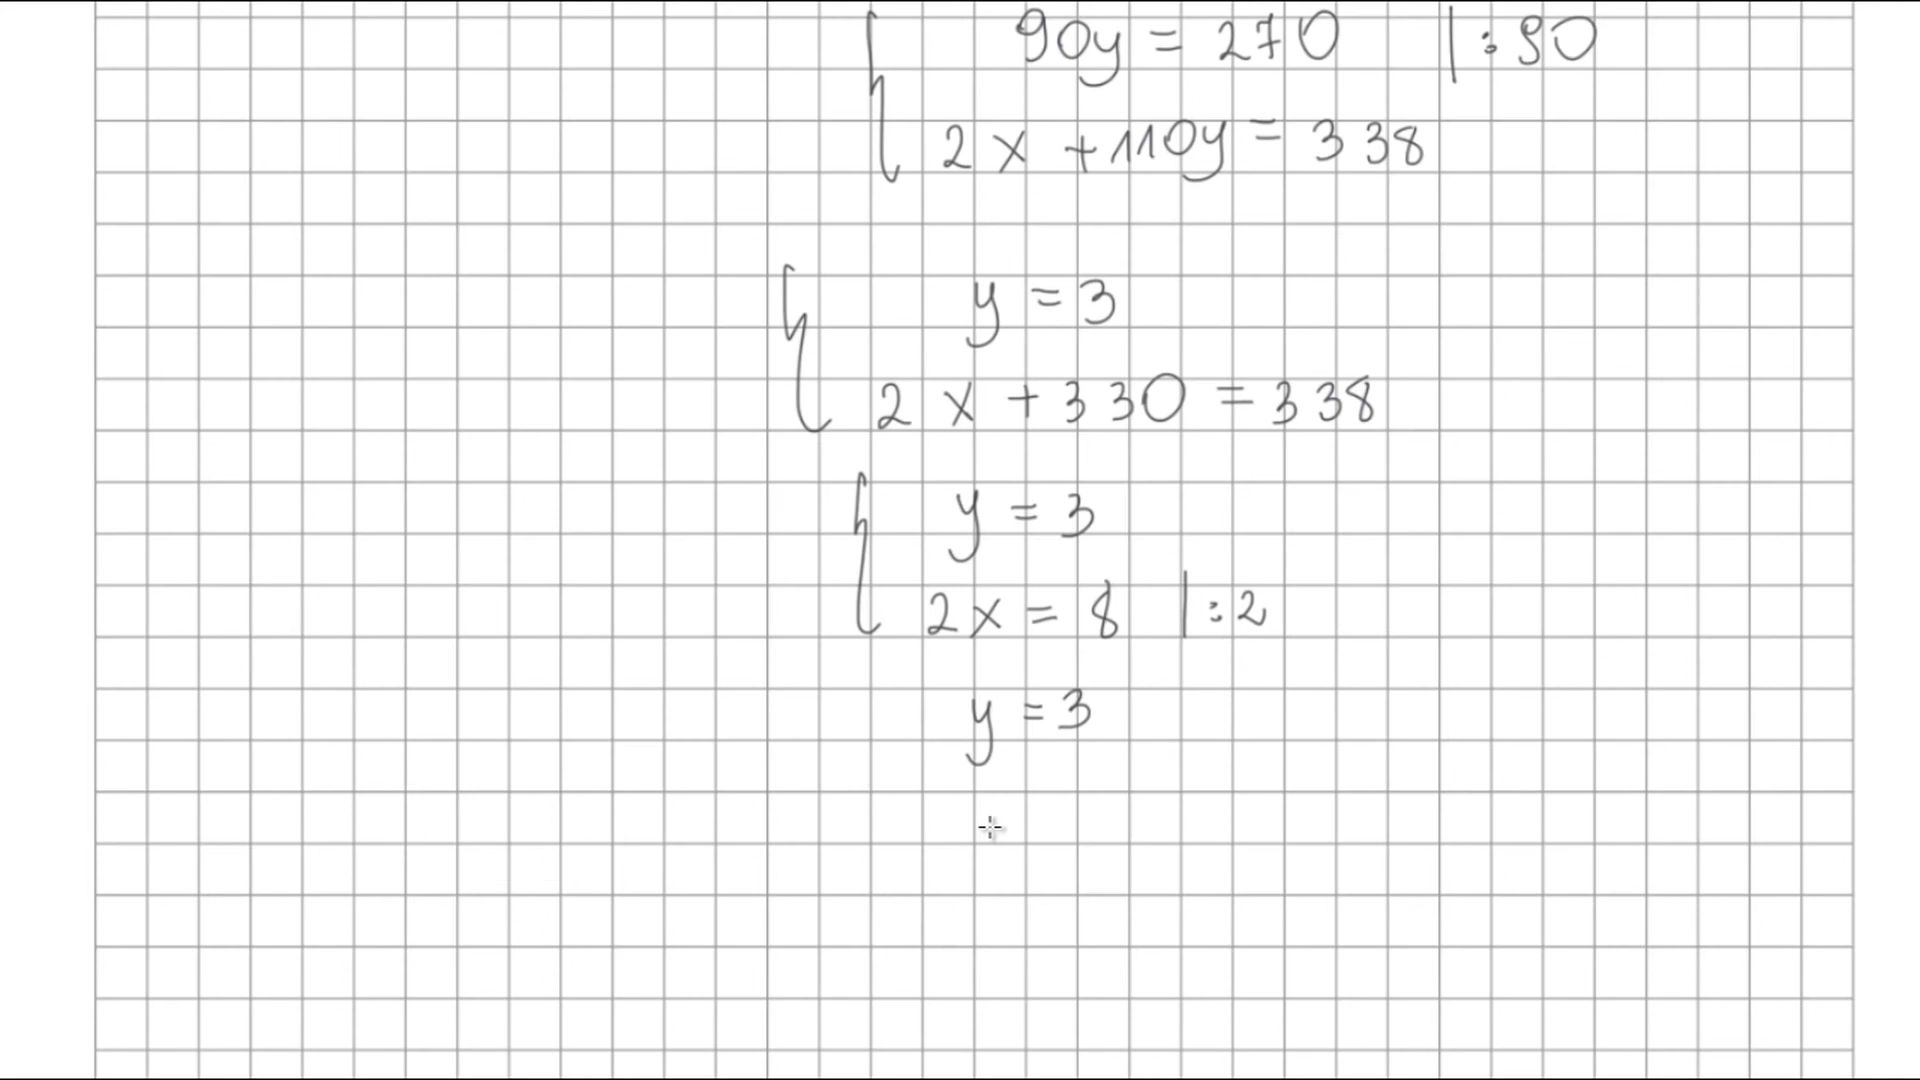 90y = 270 |:90
2x + 110y = 338
y = 3
2x + 330 = 338
y = 3
2x = 8 |:2
y = 3